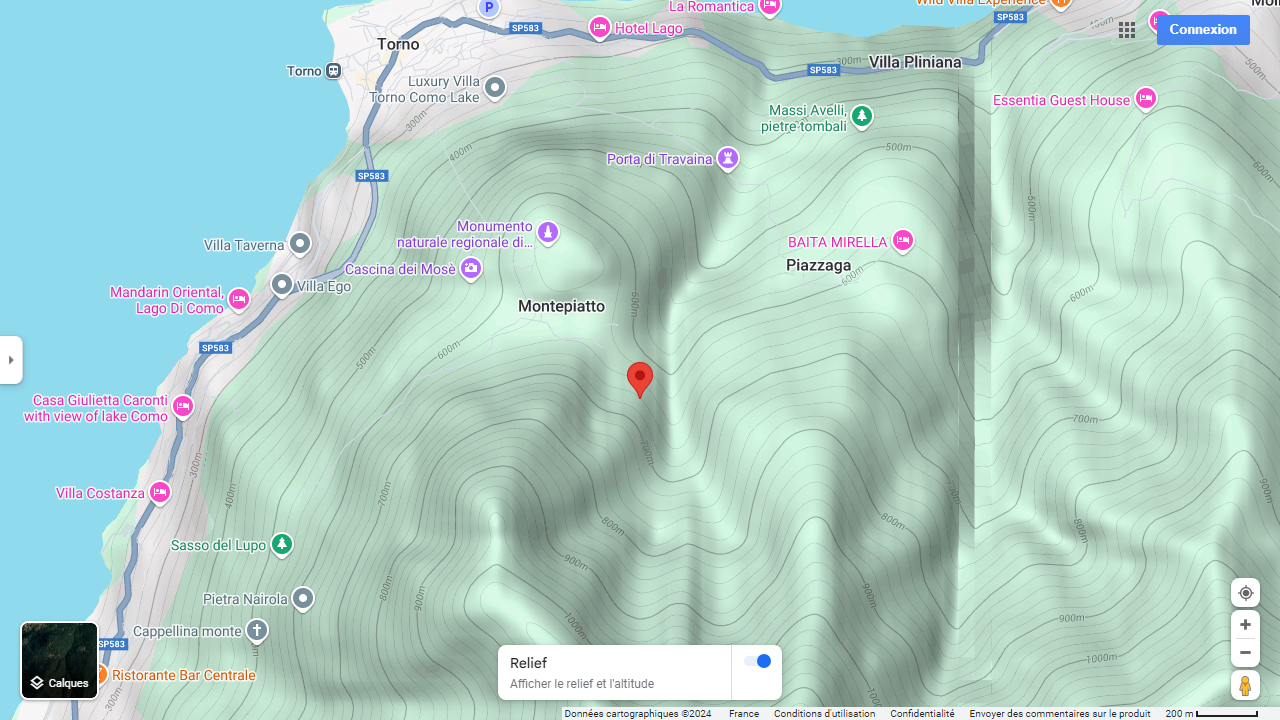 La Romantica
Wild Villa Experience
SP583
SP583
Hotel Lago
Torno
Connexion
Villa Pliniana
SP583
Torno
300m
500m
Luxury Villa
Torno Como Lake
Essentia Guest House
Massi Avelli,
pietre tombali
300m
400m
500m
Porta di Travaina
SP583
500m
600m
Monumento
naturale regionale di...
Villa Taverna
BAITA MIRELLA
Cascina dei Mosè
Piazzaga
600m
Villa Ego
600m
Mandarin Oriental,
Lago Di Como
Montepiatto
600m
SP583
500m
600m
Casa Giulietta Caronti
with view of lake Como
700m
700m
300m
400m
700m
Villa Costanza
700m
900m
800m
800m
800m
Sasso del Lupo
900m
800m
900m
900m
Pietra Nairola
1000m
900m
Cappellina monte
SP583
1000m
Ristorante Bar Centrale
Calques
Relief
Afficher le relief et l'altitude
Données cartographiques ©2024 France Conditions d'utilisation Confidentialité Envoyer des commentaires sur le produit 200 m